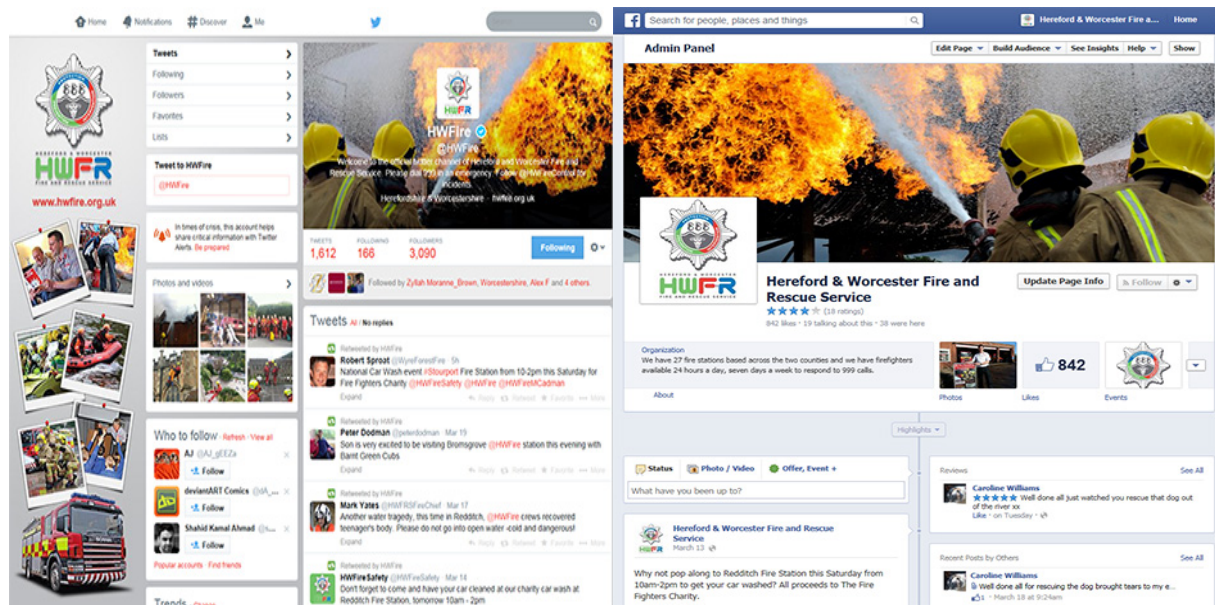 Home Notifications Discover Me
HEREFORD & WORCESTER
HWFR
FIRE AND RESCUE SERVICE
www.hwfire.org.uk
Tweets
Following
Followers
Favorites
Lists
Tweet to HWFire
@HWFire
In times of crisis, this account helps
share critical information with Twitter
Alerts. Be prepared
Photos and videos
Who to follow · Refresh · View all
AJ @AJ_gEEZa
Follow
deviantART Comics
Follow
Shahid Kamal Ahmad
Follow
Popular accounts · Find friends
Trends
HWFR
HWFire
@HWFire
Welcome to the official twitter channel of Hereford and Worcester Fire and
Rescue Service. Please dial 999 in an emergency. Follow @HWFireControl for
incidents.
Herefordshire & Worcestershire · hwfire.org.uk
TWEETS FOLLOWING FOLLOWERS
1,612 166 3,090
Following
Followed by Zyllah Moranne_Brown, Worcestershire, Alex F and 4 others.
Tweets All / No replies
Retweeted by HWFire
Robert Sproat @WyreForestFire · 5h
National Car Wash event #Stourport Fire Station from 10-2pm this Saturday for
Fire Fighters Charity @HWFireSafety @HWFire @HWFireMCadman
Expand Reply Retweet Favorite More
Retweeted by HWFire
Peter Dodman @peterdodman · Mar 19
Son is very excited to be visiting Bromsgrove @HWFire station this evening with
Barnt Green Cubs
Expand Reply Retweet Favorite More
Retweeted by HWFire
Mark Yates @HWFRSFireChief · Mar 17
Another water tragedy, this time in Redditch, @HWFire crews recovered
teenager's body. Please do not go into open water -cold and dangerous!
Expand Reply Retweet Favorite More
Retweeted by HWFire
HWFireSafety @HWFireSafety · Mar 14
Don't forget to come and have your car cleaned at our charity car wash at
Redditch Fire Station, tomorrow 10am - 2pm
f Search for people, places and things Hereford & Worcester Fire a... Home
Admin Panel Edit Page Build Audience See Insights Help Show
HEREFORD & WORCESTER
HWFR
FIRE AND RESCUE SERVICE
Hereford & Worcester Fire and
Rescue Service
(18 ratings)
842 likes · 19 talking about this · 38 were here
Update Page Info Follow
Organization
We have 27 fire stations based across the two counties and we have firefighters
available 24 hours a day, seven days a week to respond to 999 calls.
About
842
Photos Likes Events
Highlights
Status Photo / Video Offer, Event +
What have you been up to?
HWFR
Hereford & Worcester Fire and Rescue
Service
March 13
Why not pop along to Redditch Fire Station this Saturday from
10am-2pm to get your car washed? All proceeds to The Fire
Fighters Charity.
Reviews See All
Caroline Williams
Well done all just watched you rescue that dog out
of the river xx
Like · on Tuesday
Recent Posts by Others See All
Caroline Williams
Well done all for rescuing the dog brought tears to my e...
1 · March 18 at 9:24am